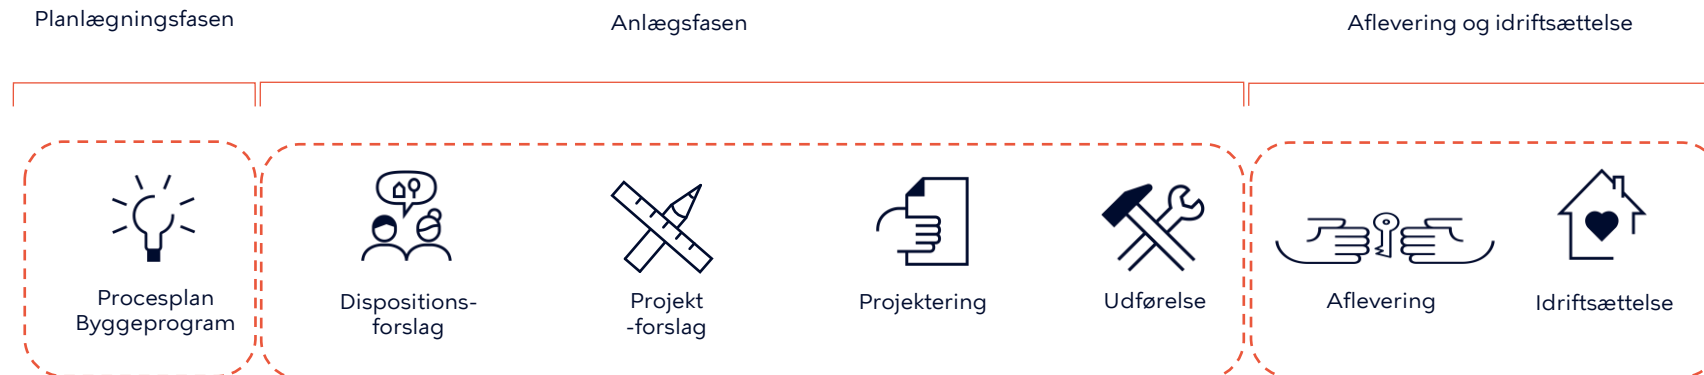 Planlægningsfasen
Anlægsfasen
Aflevering og idriftsættelse
Procesplan
Byggeprogram
Dispositions-
forslag
Projekt
-forslag
Projektering
Udførelse
Aflevering
Idriftsættelse